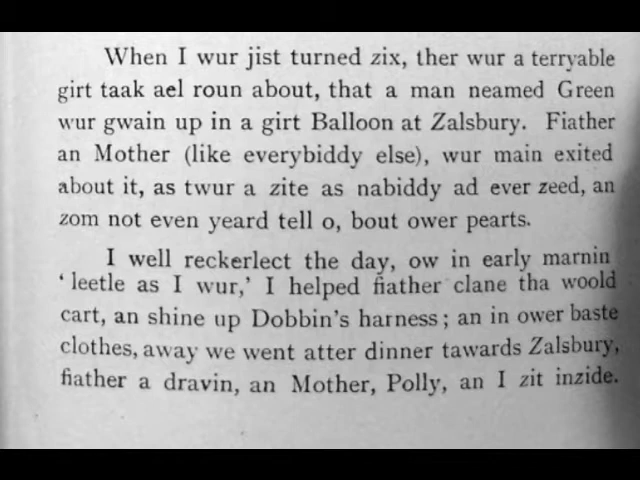 When I wur jist turned zix, ther wur a terryable
girt taak ael roun about, that a man neamed Green
wur gwain up in a girt Balloon at Zalsbury. Fiather
an Mother (like everybiddy else), wur main exited
about it, as twur a zite as nabiddy ad ever zeed, an
zom not even yeard tell o, bout ower pearts.
I well reckerlect the day, ow in early marnin
‘ leetle as I wur,’ I helped fiather clane tha woold
cart, an shine up Dobbin’s harness ; an in ower baste
clothes, away we went atter dinner tawards Zalsbury,
fiather a dravin, an Mother, Polly, an I zit inzide.